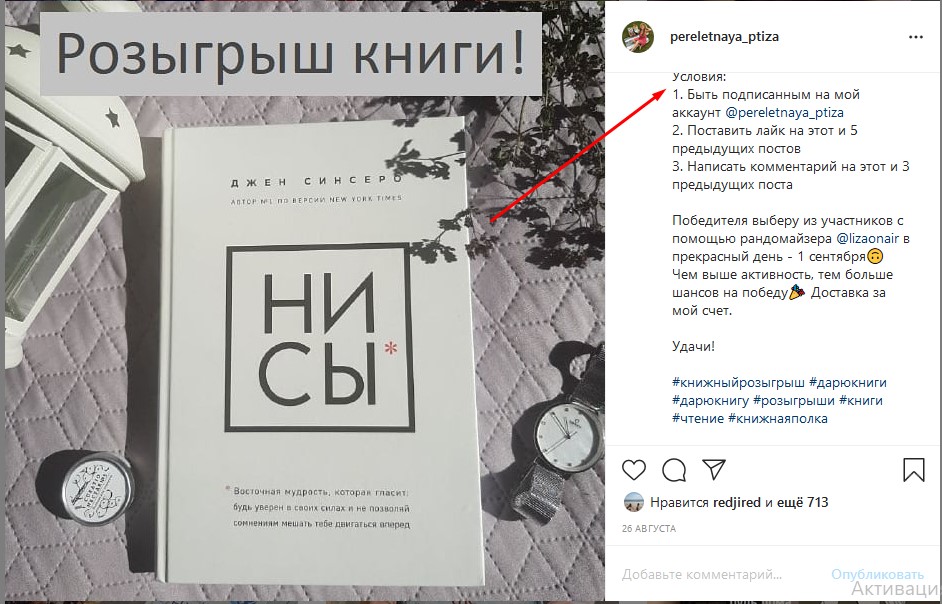 Розыгрыш книги!
ДЖЕН СИНСЕРО
АВТОР №1 ПО ВЕРСИИ NEW YORK TIMES
НИ
СЫ*
* Восточная мудрость, которая гласит:
будь уверен в своих силах и не позволяй
сомнениям мешать тебе двигаться вперед
pereletnaya_ptiza
Условия:
1. Быть подписанным на мой
аккаунт @pereletnaya_ptiza
2. Поставить лайк на этот и 5
предыдущих постов
3. Написать комментарий на этот и 3
предыдущих поста
Победителя выберу из участников с
помощью рандомайзера @lizaonair в
прекрасный день - 1 сентября🙃
Чем выше активность, тем больше
шансов на победу🎉 Доставка за
мой счет.
Удачи!
#книжныйрозыгрыш #дарюкниги
#дарюкнигу #розыгрыши #книги
#чтение #книжнаяполка
Нравится redjired и ещё 713
26 АВГУСТА
Добавьте комментарий...
Опубликовать
Активаци